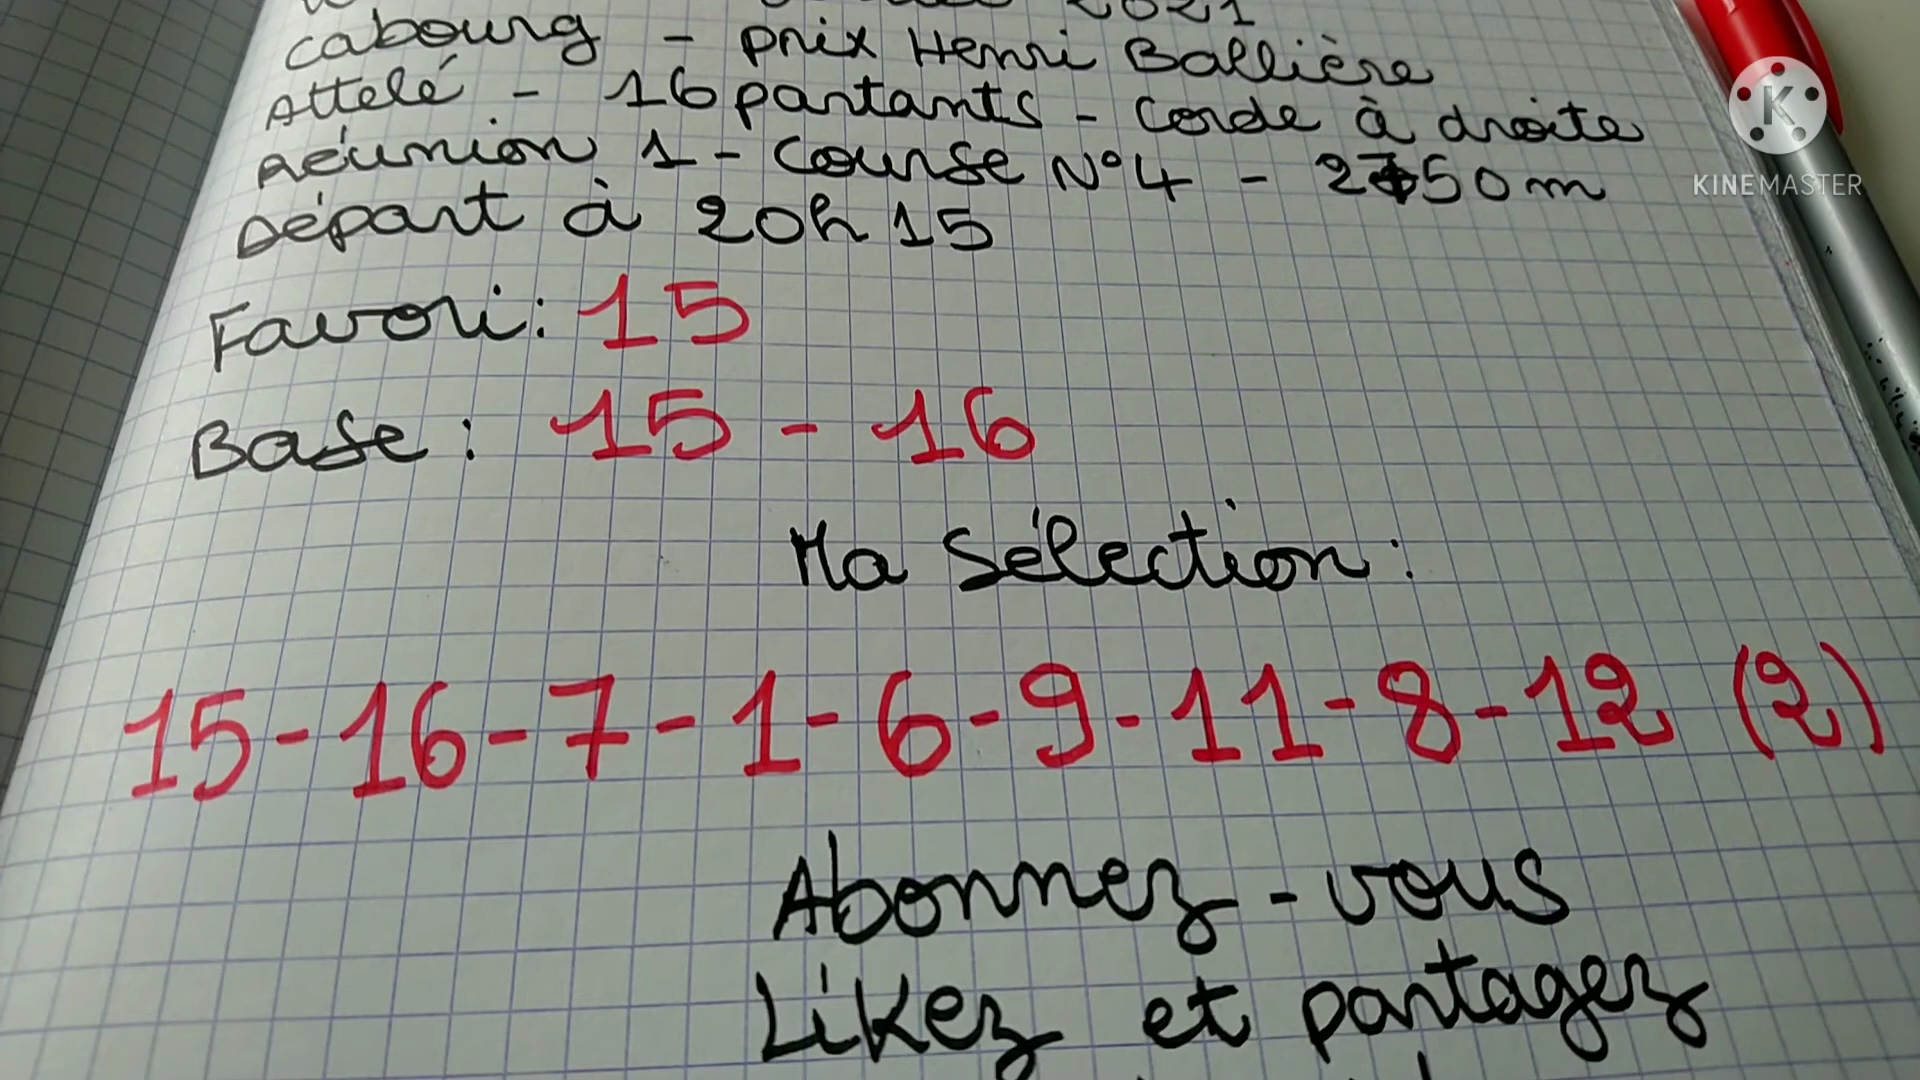 2021
Cabourg - prix Henri Ballière
Attelé - 16 partants - Corde à droite
Réunion 1 - Course N°4 - 2750m
Départ à 20h15
Favori: 15
Base: 15 - 16
Ma Sélection:
15-16-7-1-6-9-11-8-12 (2)
Abonnez-vous
Likez et partagez
K
KINEMASTER